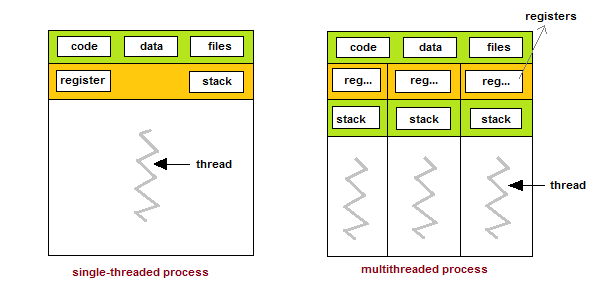 registers
code data files
register stack
thread
single-threaded process
code data files
reg... reg... reg...
stack stack stack
thread
multithreaded process